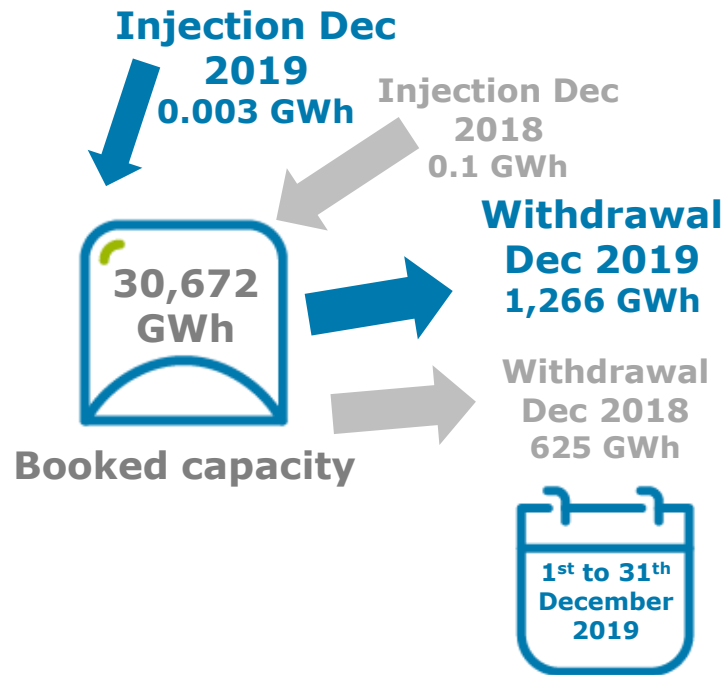 Injection Dec
2019
0.003 GWh
Injection Dec
2018
0.1 GWh
Withdrawal
Dec 2019
1,266 GWh
30,672
GWh
Withdrawal
Dec 2018
625 GWh
Booked capacity
1st to 31th
December
2019